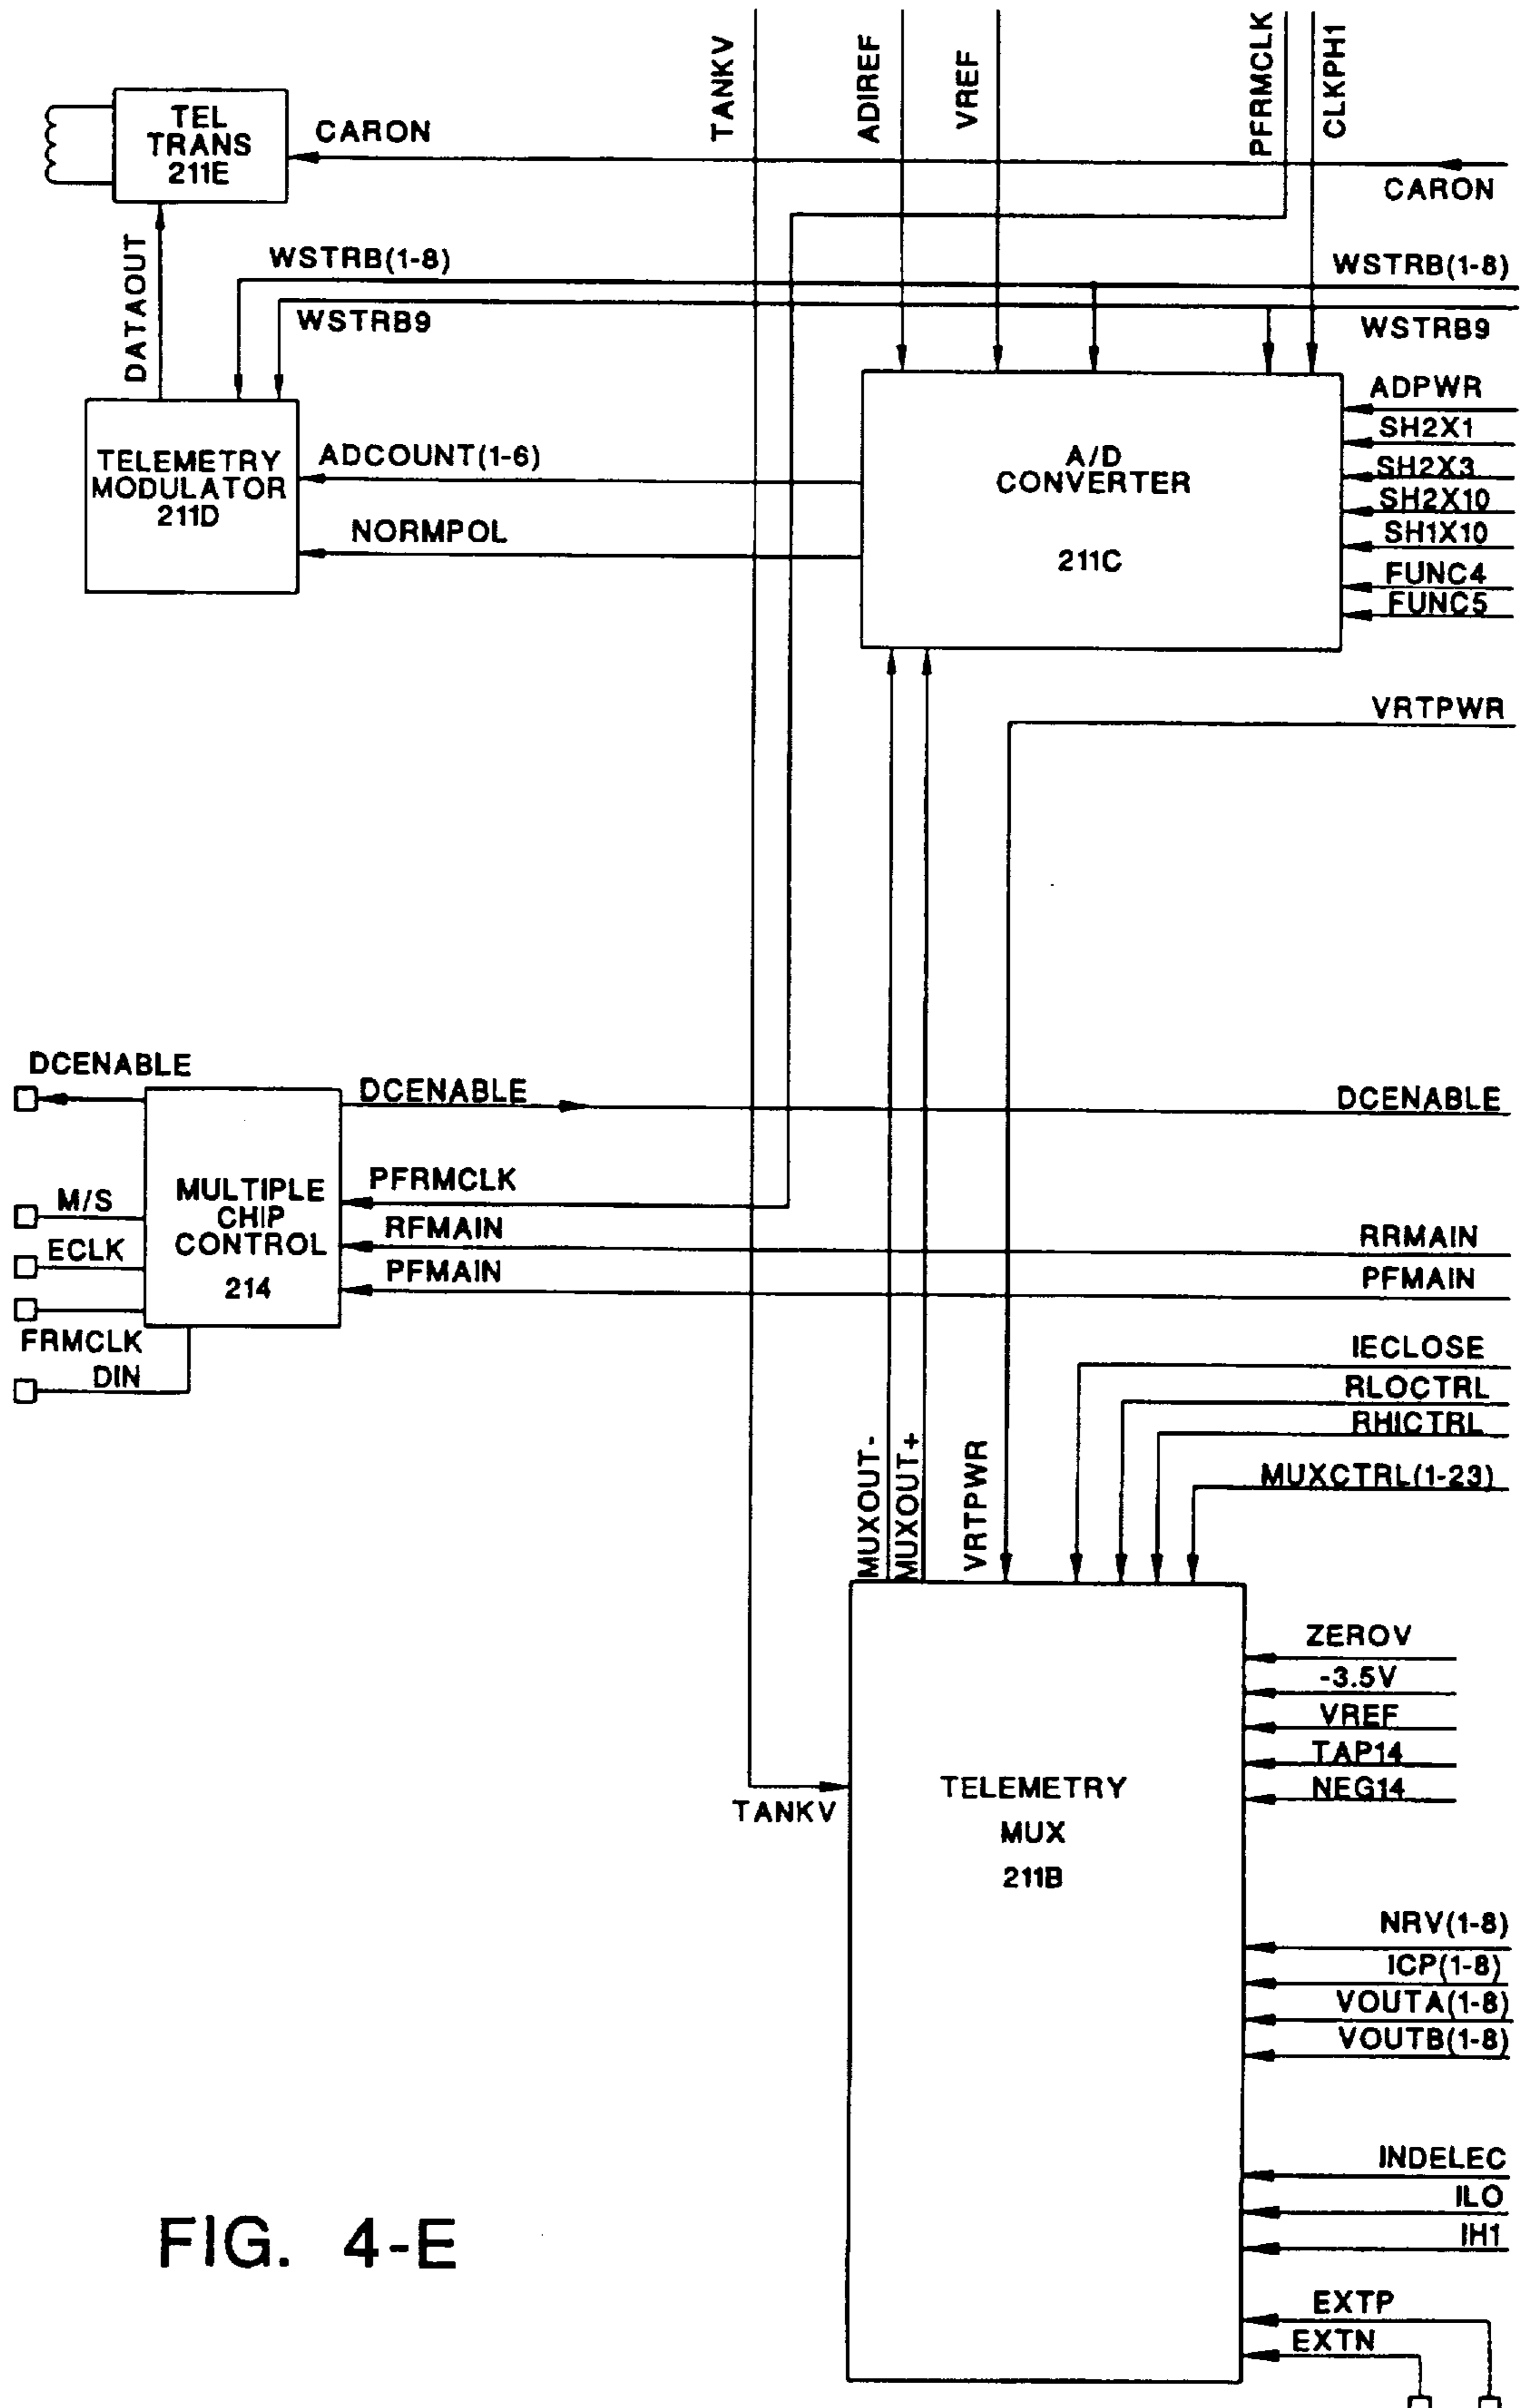 TANKV
ADIREF
VREF
PFRMCLK
CLKPH1
TEL
TRANS
211E
CARON
CARON
DATAOUT
WSTRB(1-8)
WSTRB(1-8)
WSTRB9
WSTRB9
TELEMETRY
MODULATOR
211D
ADCOUNT(1-6)
NORMPOL
A/D
CONVERTER
211C
ADPWR
SH2X1
SH2X3
SH2X10
SH1X10
FUNC4
FUNC5
VRTPWR
DCENABLE
DCENABLE
DCENABLE
M/S
ECLK
FRMCLK
DIN
MULTIPLE
CHIP
CONTROL
214
PFRMCLK
RFMAIN
RRMAIN
PFMAIN
PFMAIN
IECLOSE
RLOCTRL
RHICTRL
MUXCTRL(1-23)
MUXOUT-
MUXOUT+
VRTPWR
ZEROV
-3.5V
VREF
TAP14
NEG14
TANKV
TELEMETRY
MUX
211B
NRV(1-8)
ICP(1-8)
VOUTA(1-8)
VOUTB(1-8)
INDELEC
ILO
IH1
EXTP
EXTN
FIG. 4-E